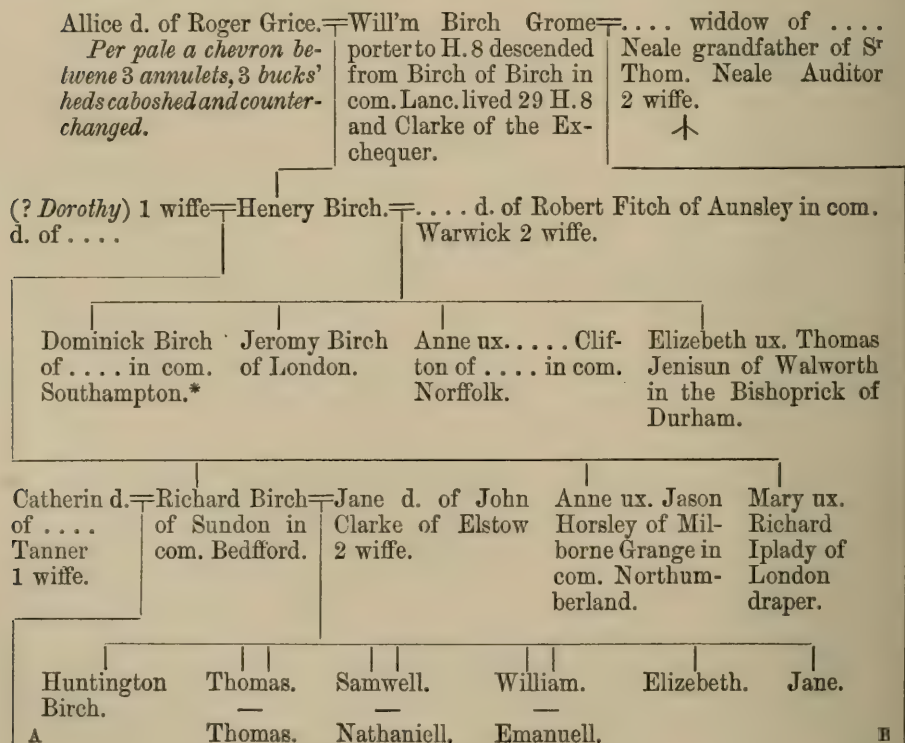 Allice d. of Roger Grice.
Per pale a chevron be-
twene 3 annulets, 3 bucks'
heds caboshed and counter-
changed.
Will'm Birch Grome
porter to H. 8 descended
from Birch of Birch in
com. Lanc. lived 29 H. 8
and Clarke of the Ex-
chequer.
. . . . widdow of . . . .
Neale grandfather of Sʳ
Thom. Neale Auditor
2 wiffe.
(? Dorothy) 1 wiffe
d. of . . . .
Henery Birch.
. . . . d. of Robert Fitch of Aunsley in com.
Warwick 2 wiffe.
Dominick Birch
of . . . . in com.
Southampton.*
Jeromy Birch
of London.
Anne ux. . . . . Clif-
ton of . . . . in com.
Norffolk.
Elizebeth ux. Thomas
Jenisun of Walworth
in the Bishoprick of
Durham.
Catherin d.
of . . . .
Tanner
1 wiffe.
Richard Birch
of Sundon in
com. Bedfford.
Jane d. of John
Clarke of Elstow
2 wiffe.
Anne ux. Jason
Horsley of Mil-
borne Grange in
com. Northum-
berland.
Mary ux.
Richard
Iplady of
London
draper.
Huntington
Birch.
Thomas.
—
Thomas.
Samwell.
—
Nathaniell.
William.
—
Emanuell.
Elizebeth.
Jane.
A
B